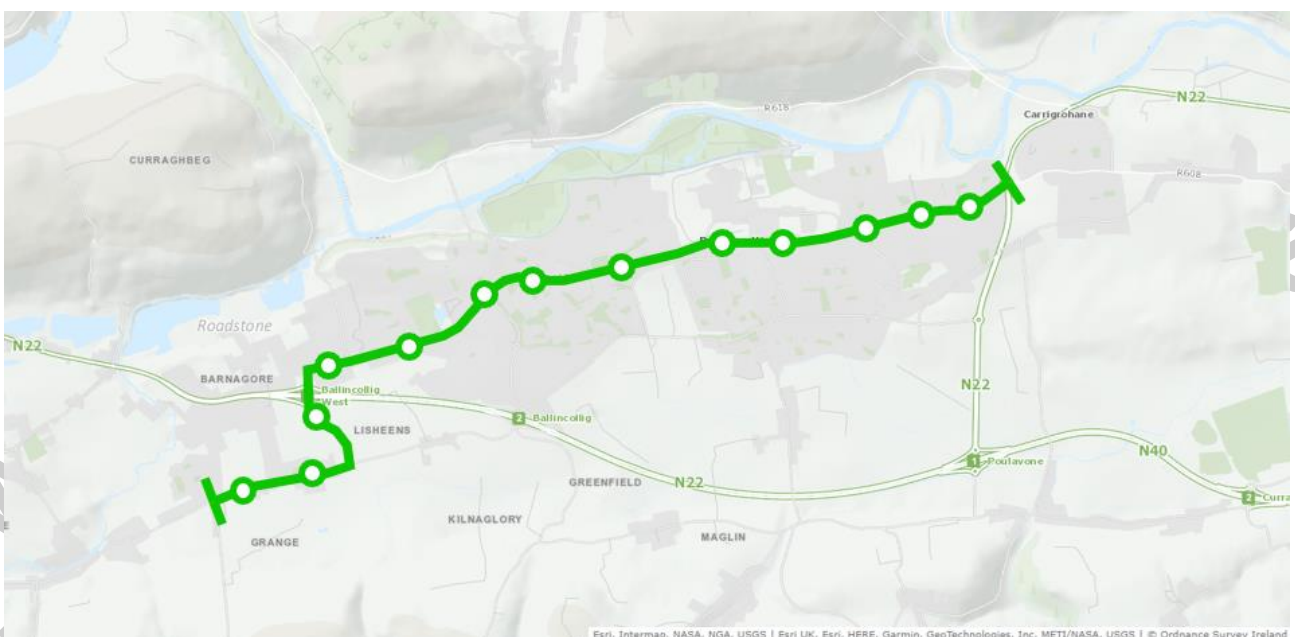 N22
Carrigrohane
R618
CURRAGHBEG
R608
Roadstone
N22
BARNAGORE
Ballincollig
West
N22
2 Ballincollig
LISHEENS
N40
1 Poulavone
GREENFIELD
N22
2 Curra
KILNAGLORY
MAGLIN
GRANGE
Esri, Intermap, NASA, NGA, USGS | Esri UK, Esri, HERE, Garmin, GeoTechnologies, Inc, METI/NASA, USGS | © Ordnance Survey Ireland